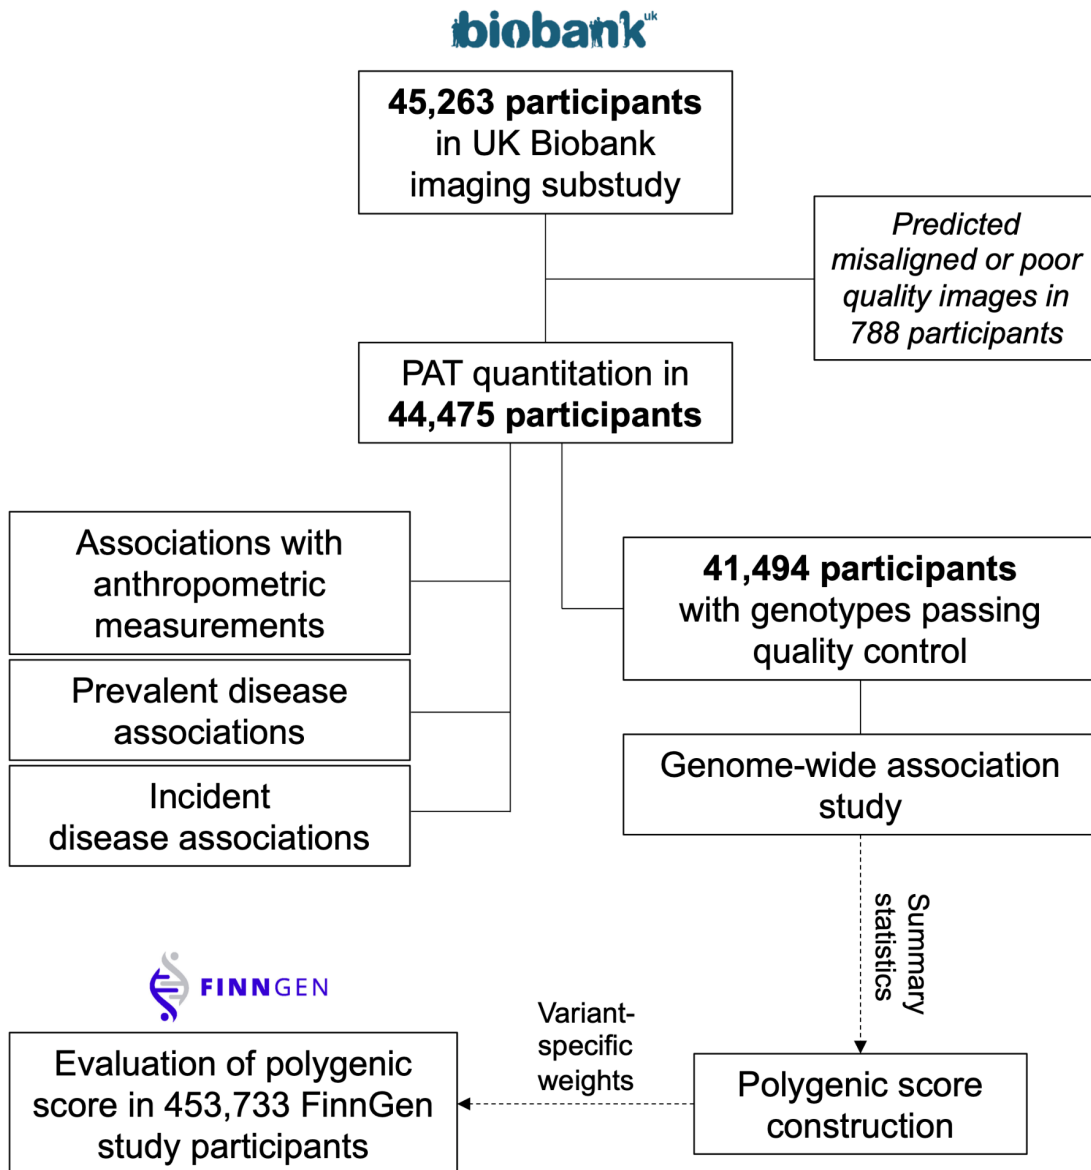 biobank uk
45,263 participants
in UK Biobank
imaging substudy
Predicted
misaligned or poor
quality images in
788 participants
PAT quantitation in
44,475 participants
Associations with
anthropometric
measurements
Prevalent disease
associations
Incident
disease associations
41,494 participants
with genotypes passing
quality control
Genome-wide association
study
Summary
statistics
Polygenic score
construction
Variant-
specific
weights
FINNGEN
Evaluation of polygenic
score in 453,733 FinnGen
study participants